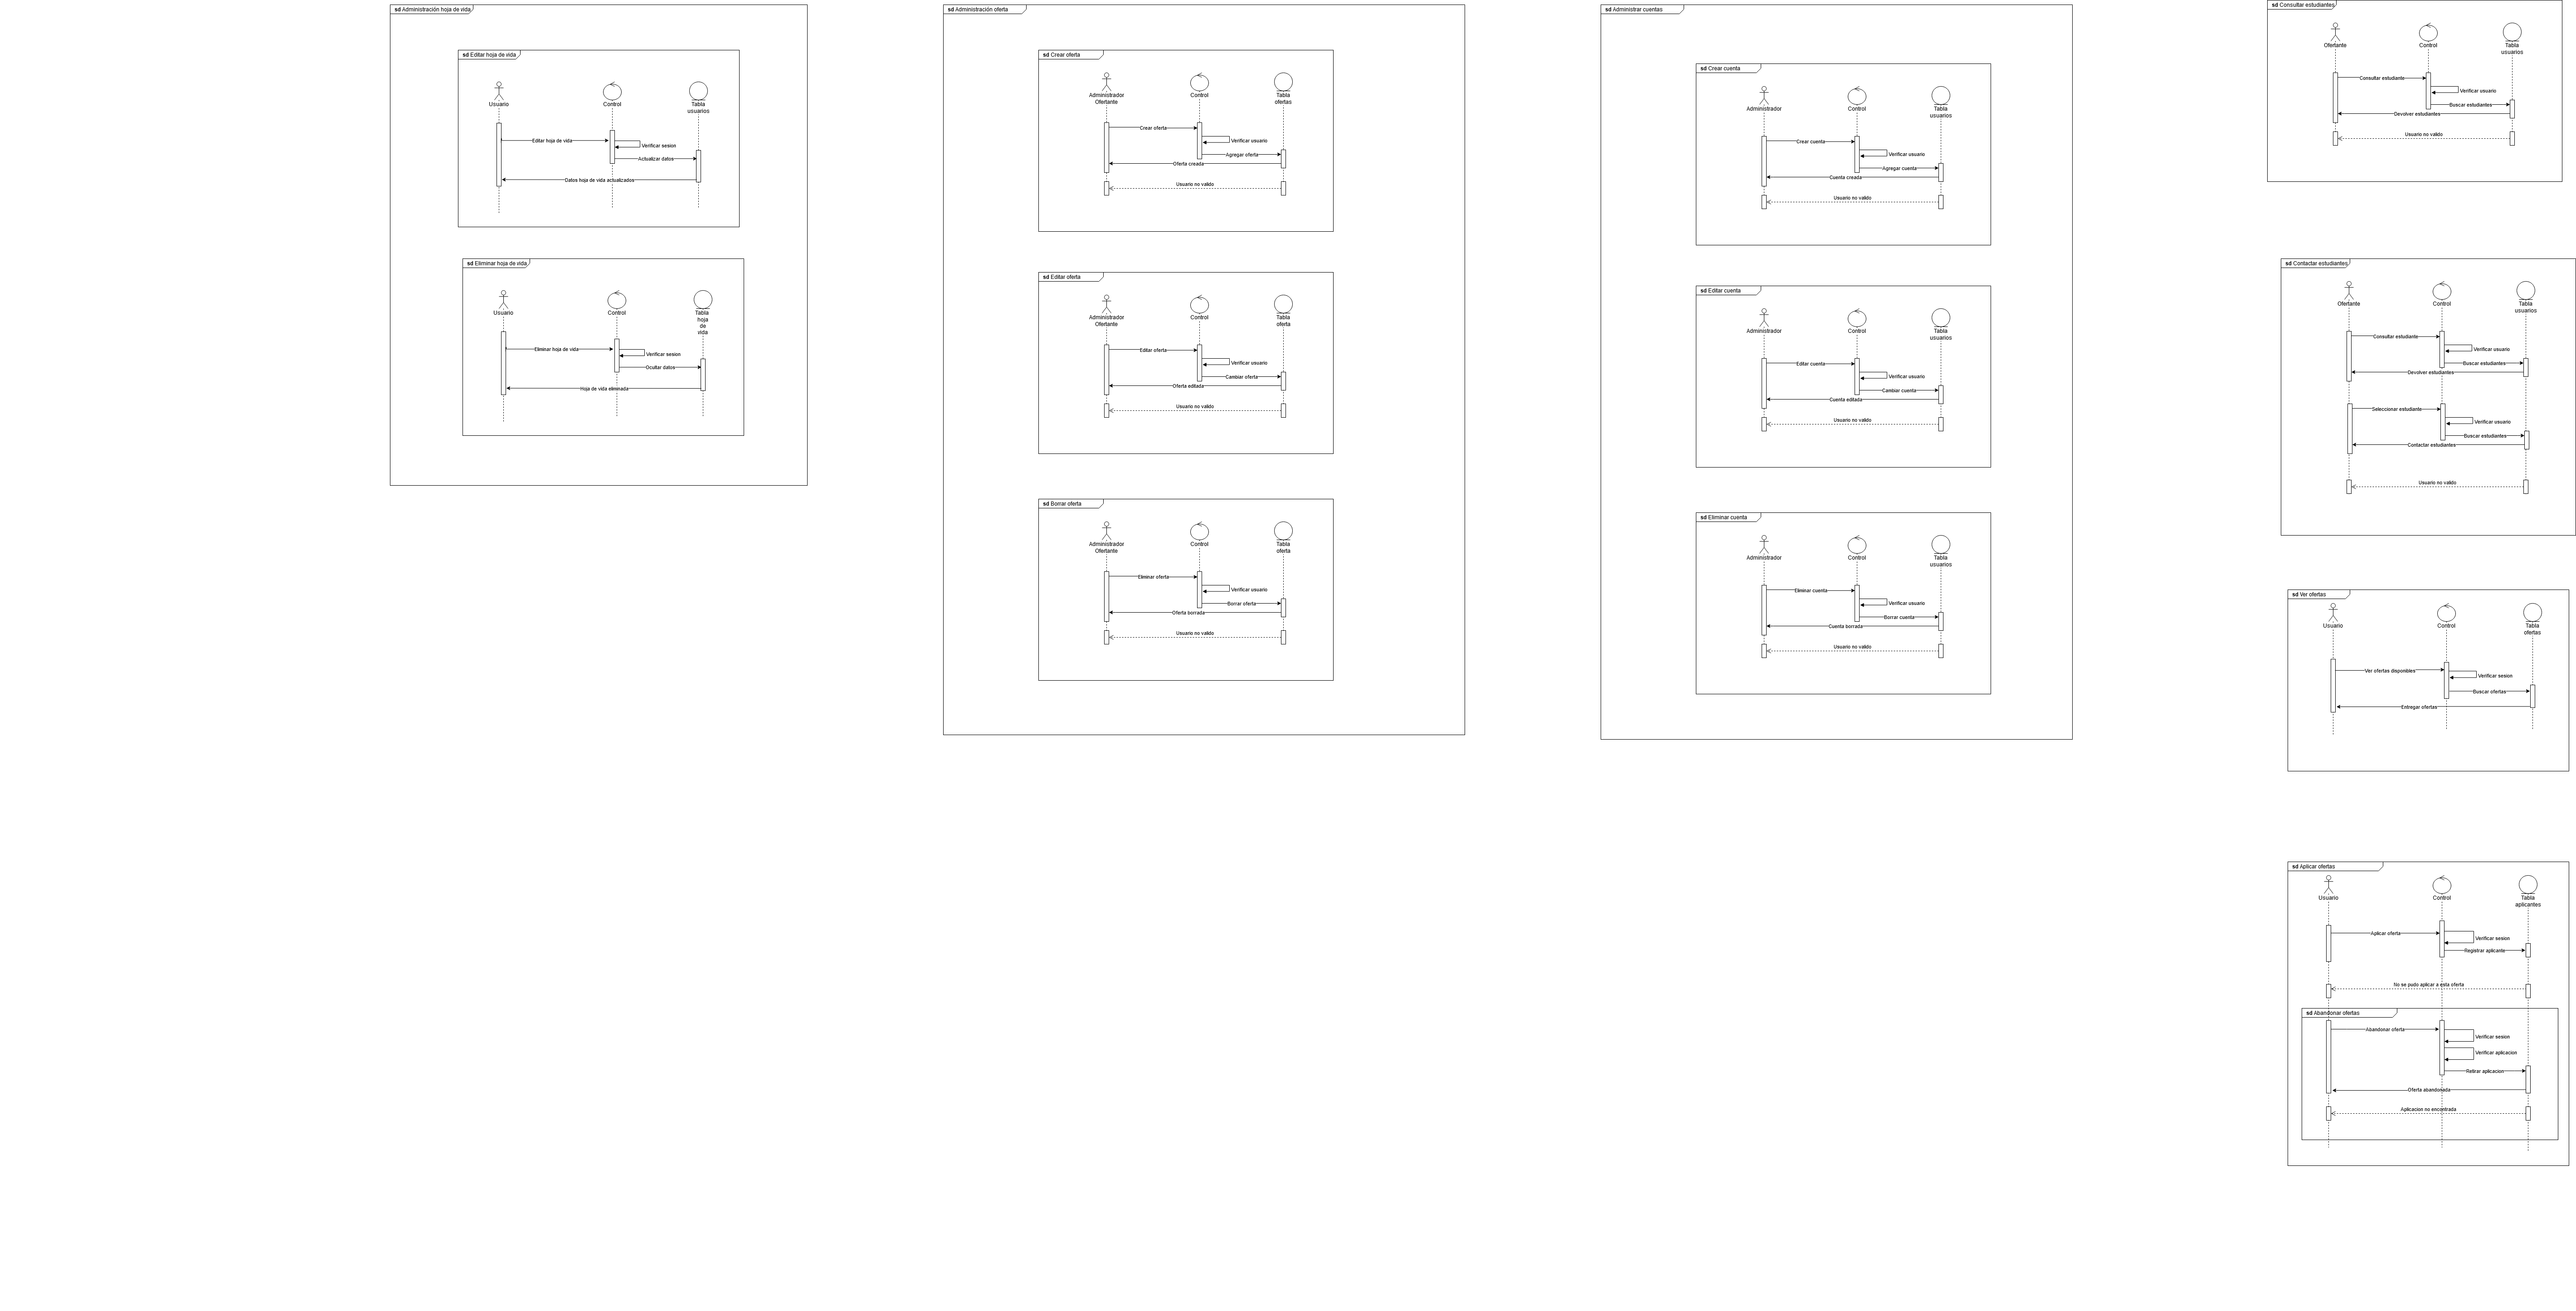 sd Administración hoja de vida
sd Editar hoja de vida
Usuario
Control
Tabla
usuarios
Editar hoja de vida
Verificar sesion
Actualizar datos
Datos hoja de vida actualizados
sd Eliminar hoja de vida
Usuario
Control
Tabla
hoja
de
vida
Eliminar hoja de vida
Verificar sesion
Ocultar datos
Hoja de vida eliminada
sd Administración oferta
sd Crear oferta
Administrador
Ofertante
Control
Tabla
ofertas
Crear oferta
Verificar usuario
Agregar oferta
Oferta creada
Usuario no valido
sd Editar oferta
Administrador
Ofertante
Control
Tabla
oferta
Editar oferta
Verificar usuario
Cambiar oferta
Oferta editada
Usuario no valido
sd Borrar oferta
Administrador
Ofertante
Control
Tabla
oferta
Eliminar oferta
Verificar usuario
Borrar oferta
Oferta borrada
Usuario no valido
sd Administrar cuentas
sd Crear cuenta
Administrador
Control
Tabla
usuarios
Crear cuenta
Verificar usuario
Agregar cuenta
Cuenta creada
Usuario no valido
sd Editar cuenta
Administrador
Control
Tabla
usuarios
Editar cuenta
Verificar usuario
Cambiar cuenta
Cuenta editada
Usuario no valido
sd Eliminar cuenta
Administrador
Control
Tabla
usuarios
Eliminar cuenta
Verificar usuario
Borrar cuenta
Cuenta borrada
Usuario no valido
sd Consultar estudiantes
Ofertante
Control
Tabla
usuarios
Consultar estudiante
Verificar usuario
Buscar estudiantes
Devolver estudiantes
Usuario no valido
sd Contactar estudiantes
Ofertante
Control
Tabla
usuarios
Consultar estudiante
Verificar usuario
Buscar estudiantes
Devolver estudiantes
Seleccionar estudiante
Verificar usuario
Buscar estudiantes
Contactar estudiantes
Usuario no valido
sd Ver ofertas
Usuario
Control
Tabla
ofertas
Ver ofertas disponibles
Verificar sesion
Buscar ofertas
Entregar ofertas
sd Aplicar ofertas
Usuario
Control
Tabla
aplicantes
Aplicar oferta
Verificar sesion
Registrar aplicante
No se pudo aplicar a esta oferta
sd Abandonar ofertas
Abandonar oferta
Verificar sesion
Verificar aplicacion
Retirar aplicacion
Oferta abandonada
Aplicacion no encontrada